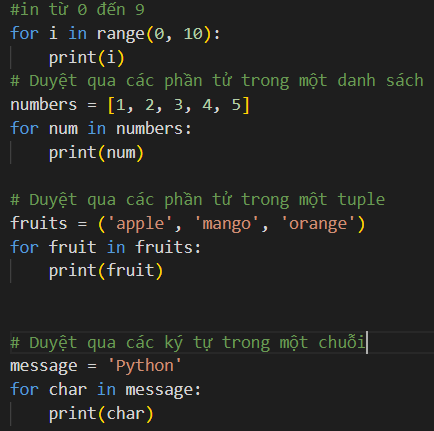 #in từ 0 đến 9
for i in range(0, 10):
    print(i)
# Duyệt qua các phần tử trong một danh sách
numbers = [1, 2, 3, 4, 5]
for num in numbers:
    print(num)
# Duyệt qua các phần tử trong một tuple
fruits = ('apple', 'mango', 'orange')
for fruit in fruits:
    print(fruit)
# Duyệt qua các ký tự trong một chuỗi
message = 'Python'
for char in message:
    print(char)